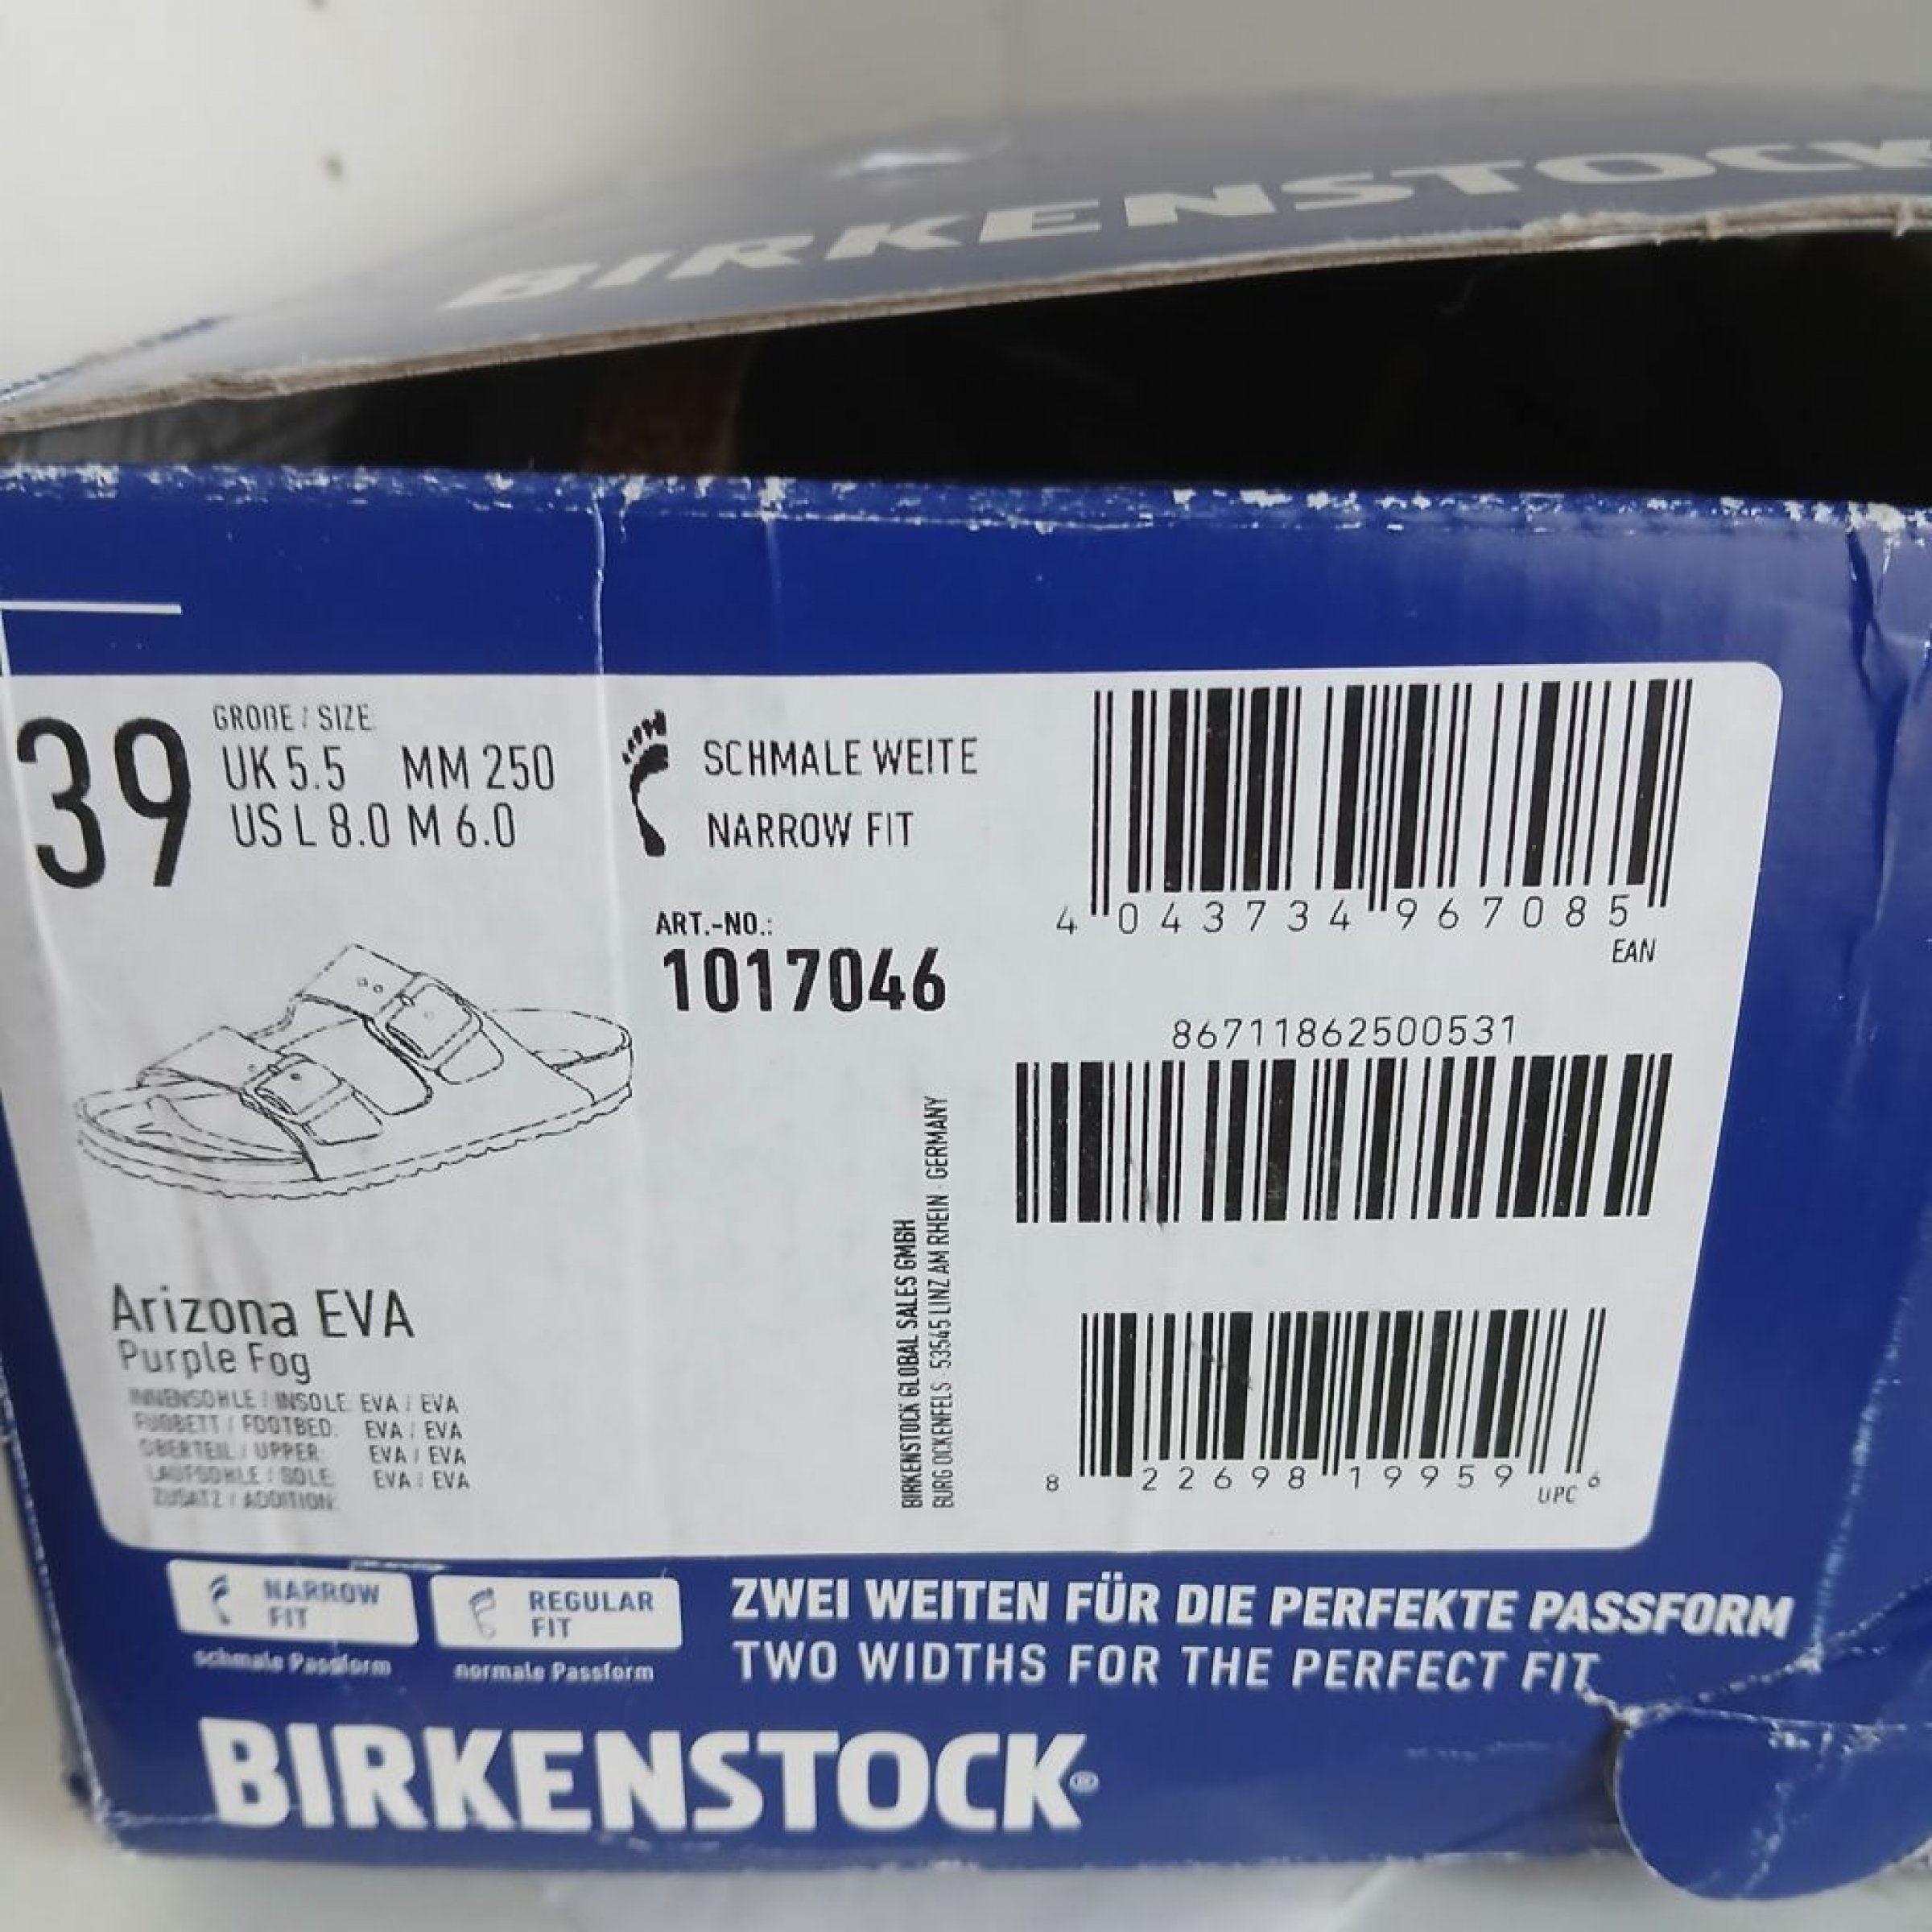 BIRKENSTOCK
39
GRÖßE / SIZE
UK 5.5 MM 250
US L 8.0 M 6.0
SCHMALE WEITE
NARROW FIT
ART.-NO.:
1017046
4 043734 967085
EAN
86711862500531
BIRKENSTOCK GLOBAL SALES GMBH
BURG OCKENFELS · 53545 LINZ AM RHEIN · GERMANY
8 22698 19959 6
UPC
Arizona EVA
Purple Fog
INNENSOHLE / INSOLE: EVA / EVA
FUßBETT / FOOTBED: EVA / EVA
OBERTEIL / UPPER: EVA / EVA
LAUFSOHLE / SOLE: EVA / EVA
ZUSATZ / ADDITION:
NARROW
FIT
schmale Passform
REGULAR
FIT
normale Passform
ZWEI WEITEN FÜR DIE PERFEKTE PASSFORM
TWO WIDTHS FOR THE PERFECT FIT
BIRKENSTOCK®